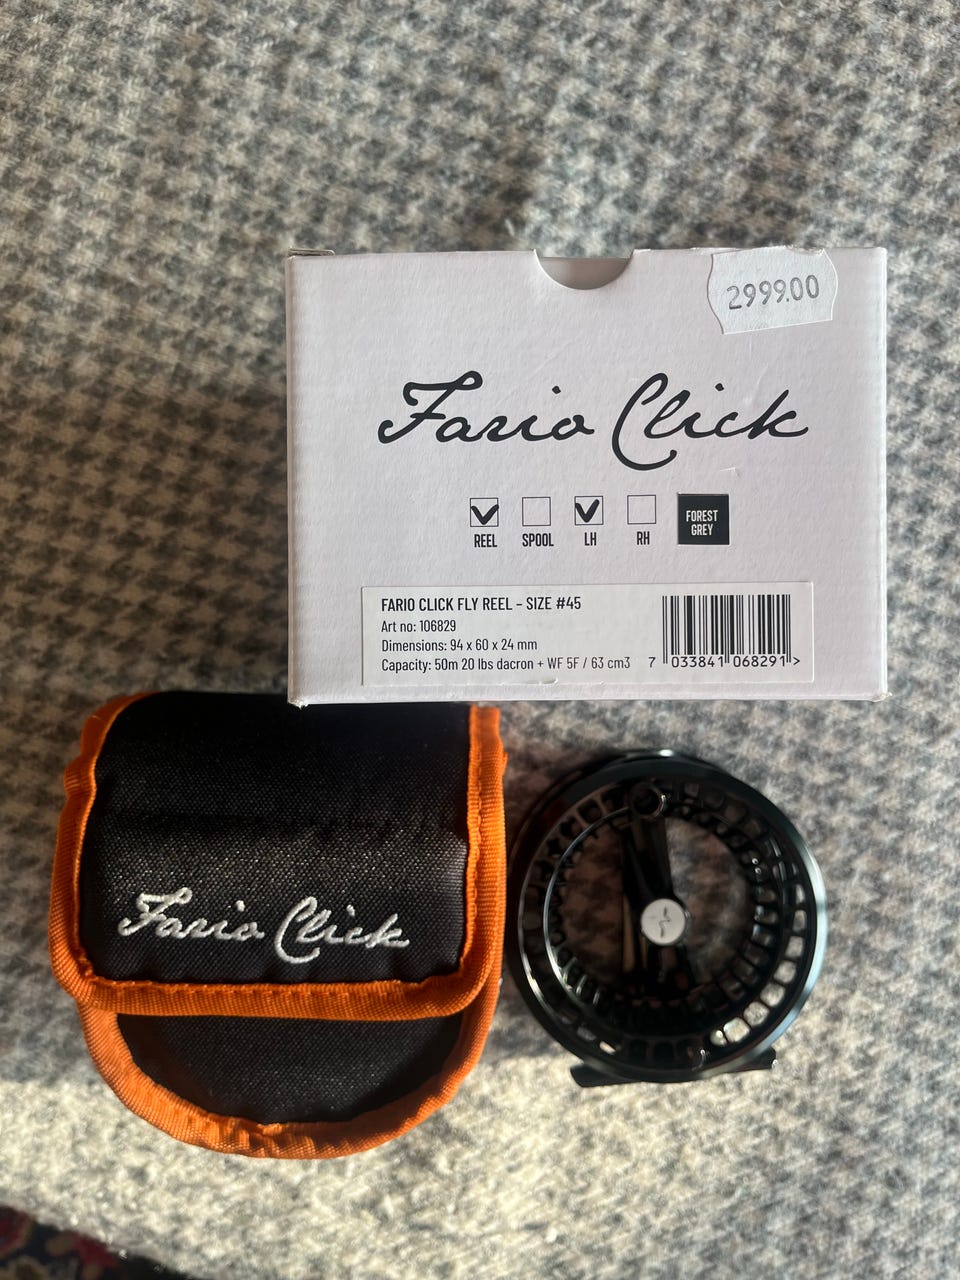 2999.00
Fario Click
REEL SPOOL LH RH FOREST GREY
FARIO CLICK FLY REEL - SIZE #45
Art no: 106829
Dimensions: 94 x 60 x 24 mm
Capacity: 50m 20 lbs dacron + WF 5F / 63 cm3
7 033841 068291 >
Fario Click